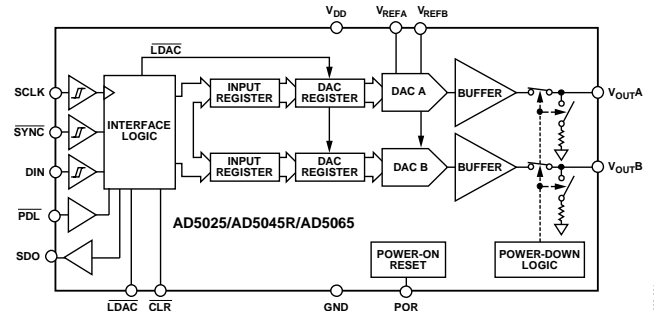 VDD
VREFA
VREFB
LDAC
SCLK
SYNC
DIN
PDL
SDO
INTERFACE
LOGIC
INPUT
REGISTER
DAC
REGISTER
DAC A
BUFFER
VOUTA
INPUT
REGISTER
DAC
REGISTER
DAC B
BUFFER
VOUTB
AD5025/AD5045R/AD5065
POWER-ON
RESET
POWER-DOWN
LOGIC
LDAC
CLR
GND
POR